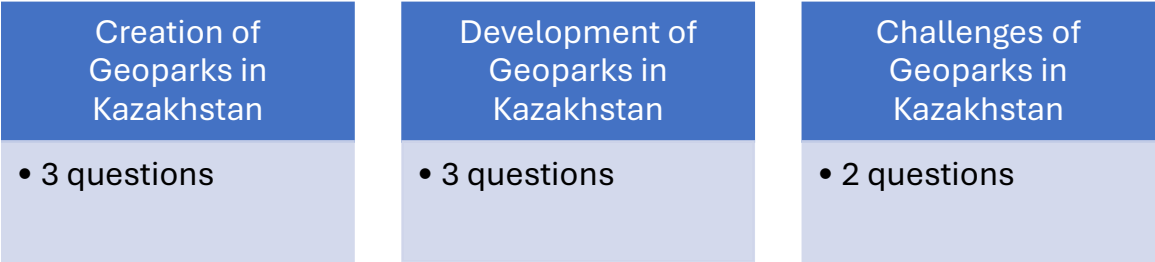 Creation of
Geoparks in
Kazakhstan
• 3 questions
Development of
Geoparks in
Kazakhstan
• 3 questions
Challenges of
Geoparks in
Kazakhstan
• 2 questions